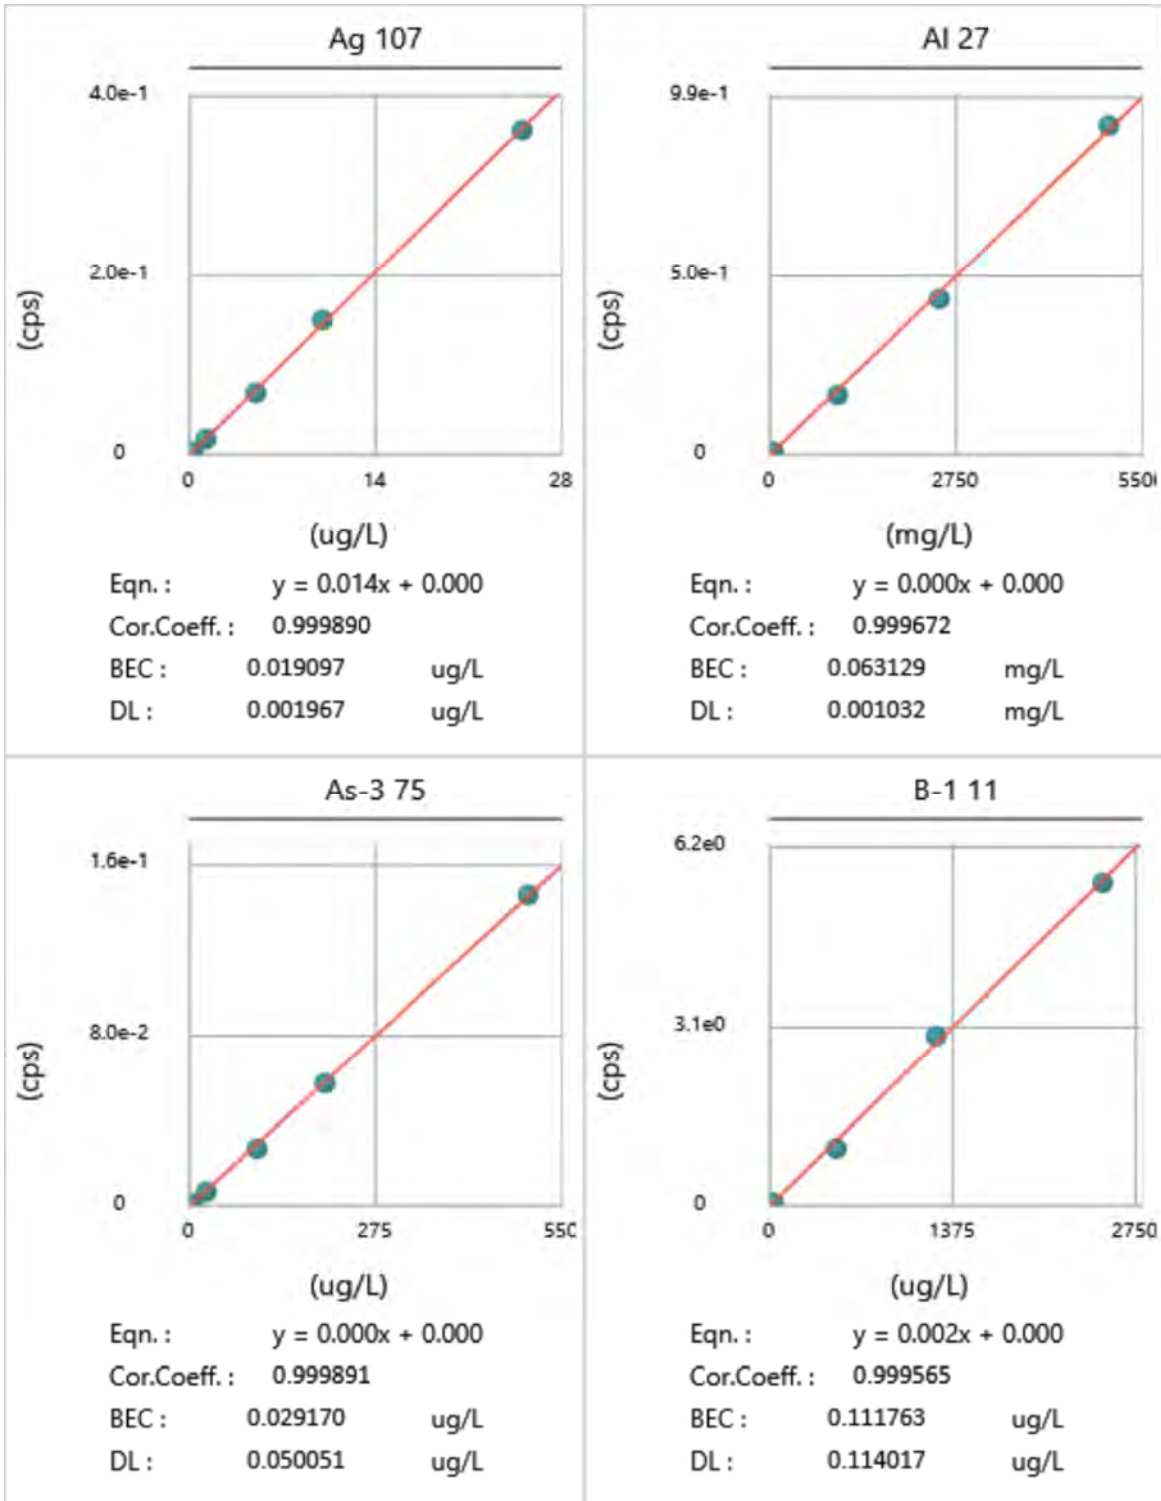 Ag 107
4.0e-1
2.0e-1
(cps)
0
0 14 28
(ug/L)
Eqn. : y = 0.014x + 0.000
Cor.Coeff. : 0.999890
BEC : 0.019097 ug/L
DL : 0.001967 ug/L
Al 27
9.9e-1
5.0e-1
(cps)
0
0 2750 550
(mg/L)
Eqn. : y = 0.000x + 0.000
Cor.Coeff. : 0.999672
BEC : 0.063129 mg/L
DL : 0.001032 mg/L
As-3 75
1.6e-1
8.0e-2
(cps)
0
0 275 550
(ug/L)
Eqn. : y = 0.000x + 0.000
Cor.Coeff. : 0.999891
BEC : 0.029170 ug/L
DL : 0.050051 ug/L
B-1 11
6.2e0
3.1e0
(cps)
0
0 1375 2750
(ug/L)
Eqn. : y = 0.002x + 0.000
Cor.Coeff. : 0.999565
BEC : 0.111763 ug/L
DL : 0.114017 ug/L